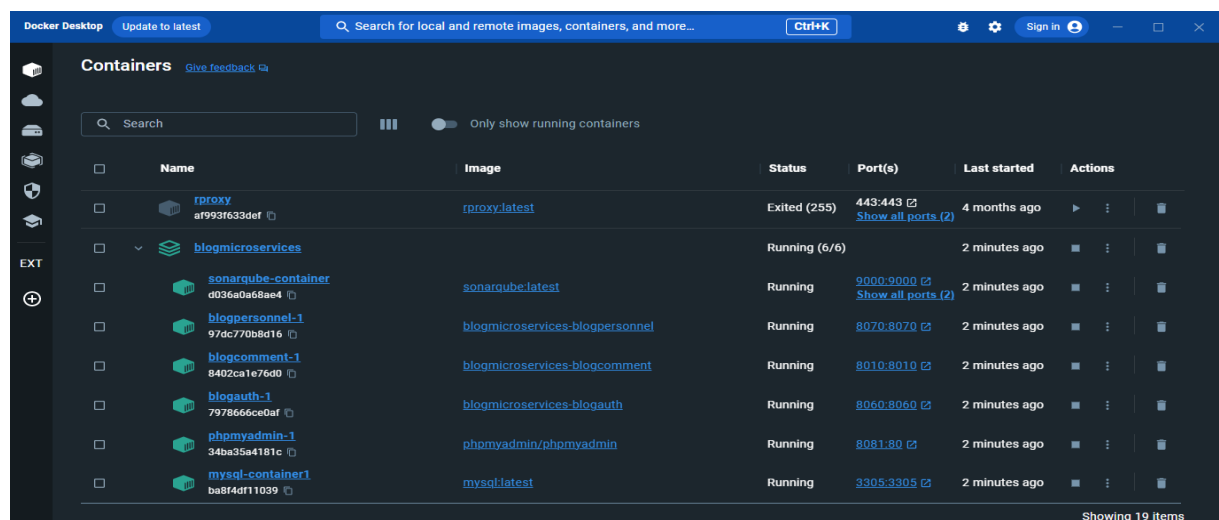 Docker Desktop Update to latest Search for local and remote images, containers, and more... Ctrl+K Sign in
Containers Give feedback
Search Only show running containers
Name Image Status Port(s) Last started Actions
rproxy
af993f633def rproxy:latest Exited (255) 443:443 4 months ago
Show all ports (2)
blogmicroservices Running (6/6) 2 minutes ago
EXT
sonarqube-container
d036a0a68ae4 sonarqube:latest Running 9000:9000 2 minutes ago
Show all ports (2)
blogpersonnel-1
97dc770b8d16 blogmicroservices-blogpersonnel Running 8070:8070 2 minutes ago
blogcomment-1
8402ca1e76d0 blogmicroservices-blogcomment Running 8010:8010 2 minutes ago
blogauth-1
7978666ce0af blogmicroservices-blogauth Running 8060:8060 2 minutes ago
phpmyadmin-1
34ba35a4181c phpmyadmin/phpmyadmin Running 8081:80 2 minutes ago
mysql-container1
ba8f4df11039 mysql:latest Running 3305:3305 2 minutes ago
Showing 19 items